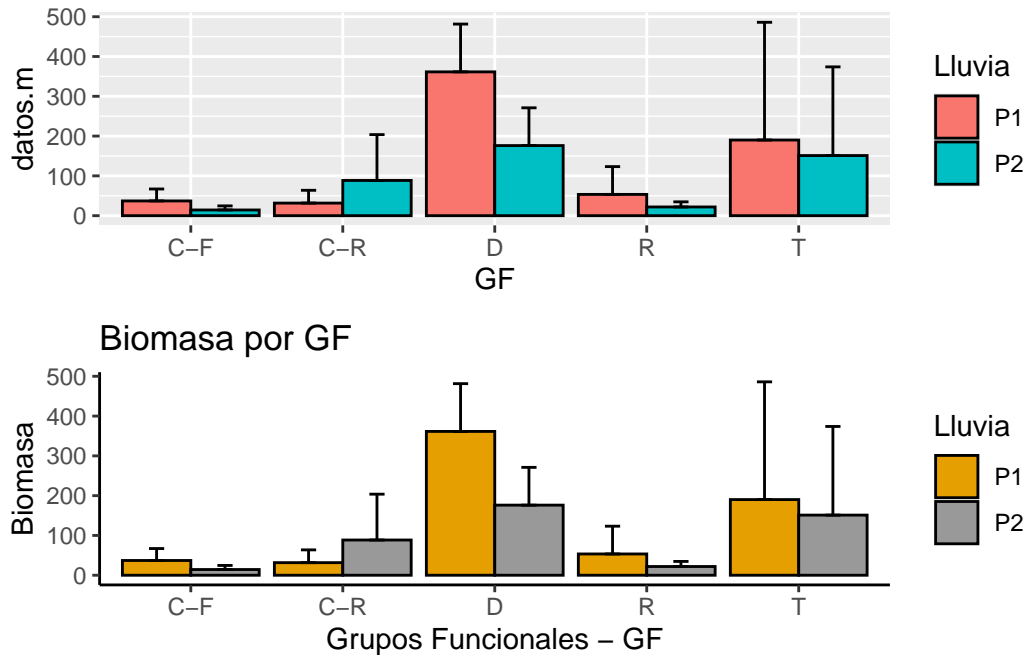 500
400
300
200
100
0
datos.m
C−F C−R D R T
GF
Lluvia
P1
P2
Biomasa por GF
500
400
300
200
100
0
Biomasa
C−F C−R D R T
Grupos Funcionales − GF
Lluvia
P1
P2